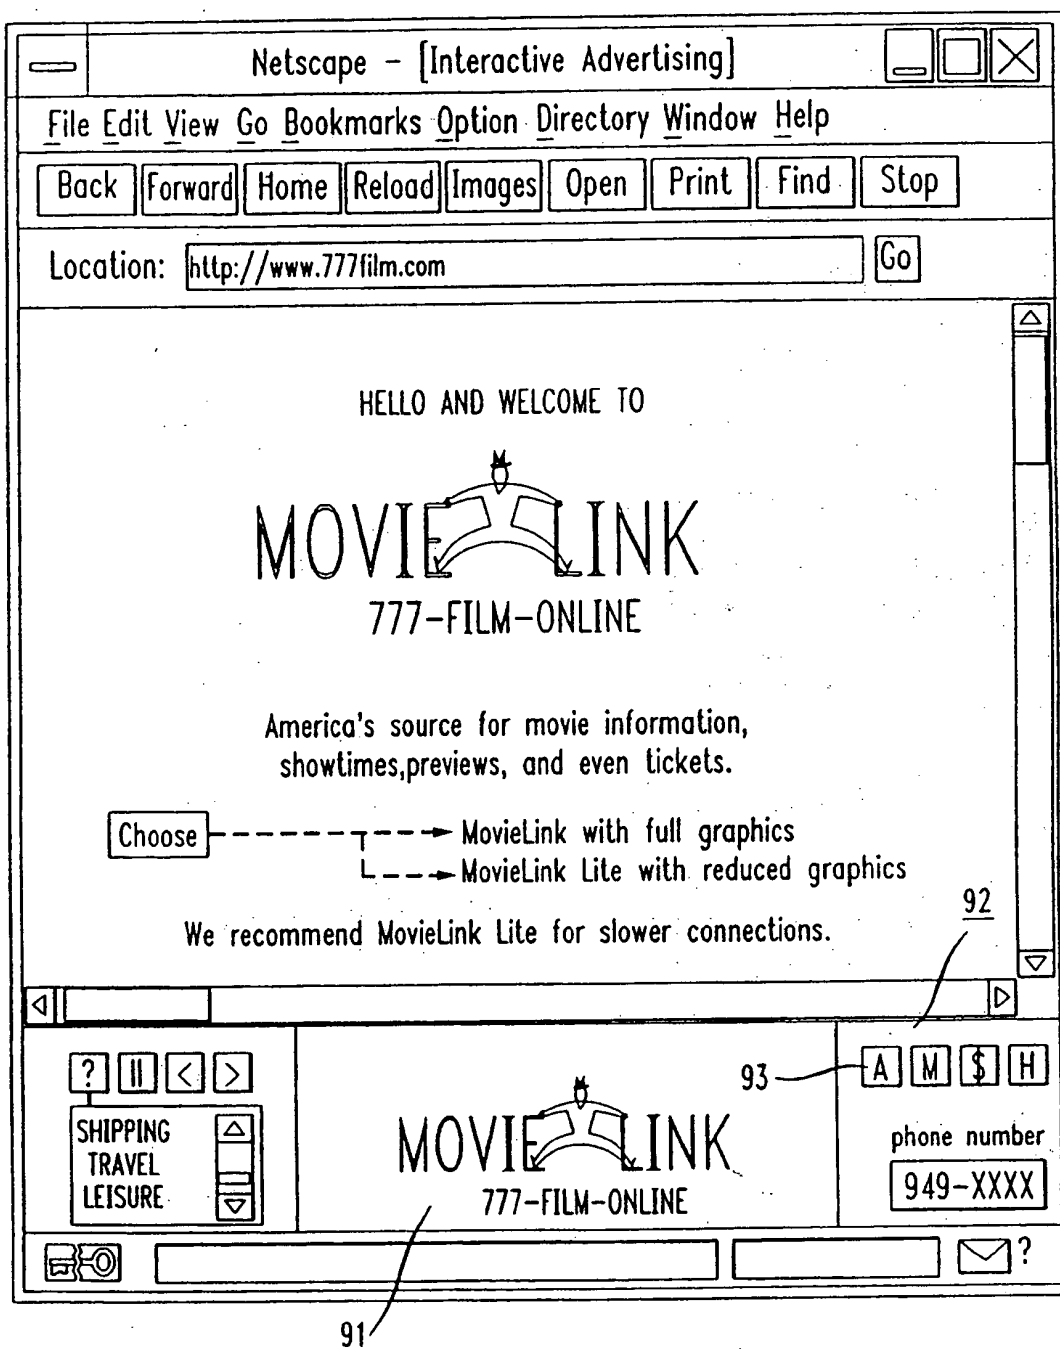 Netscape - [Interactive Advertising]
File Edit View Go Bookmarks Option Directory Window Help
Back Forward Home Reload Images Open Print Find Stop
Location: http://www.777film.com Go
HELLO AND WELCOME TO
MOVIELINK
777-FILM-ONLINE
America's source for movie information,
showtimes,previews, and even tickets.
Choose MovieLink with full graphics
MovieLink Lite with reduced graphics
We recommend MovieLink Lite for slower connections.
92
? || < >
SHIPPING
TRAVEL
LEISURE
MOVIELINK
777-FILM-ONLINE
93
A M $ H
phone number
949-XXXX
?
91